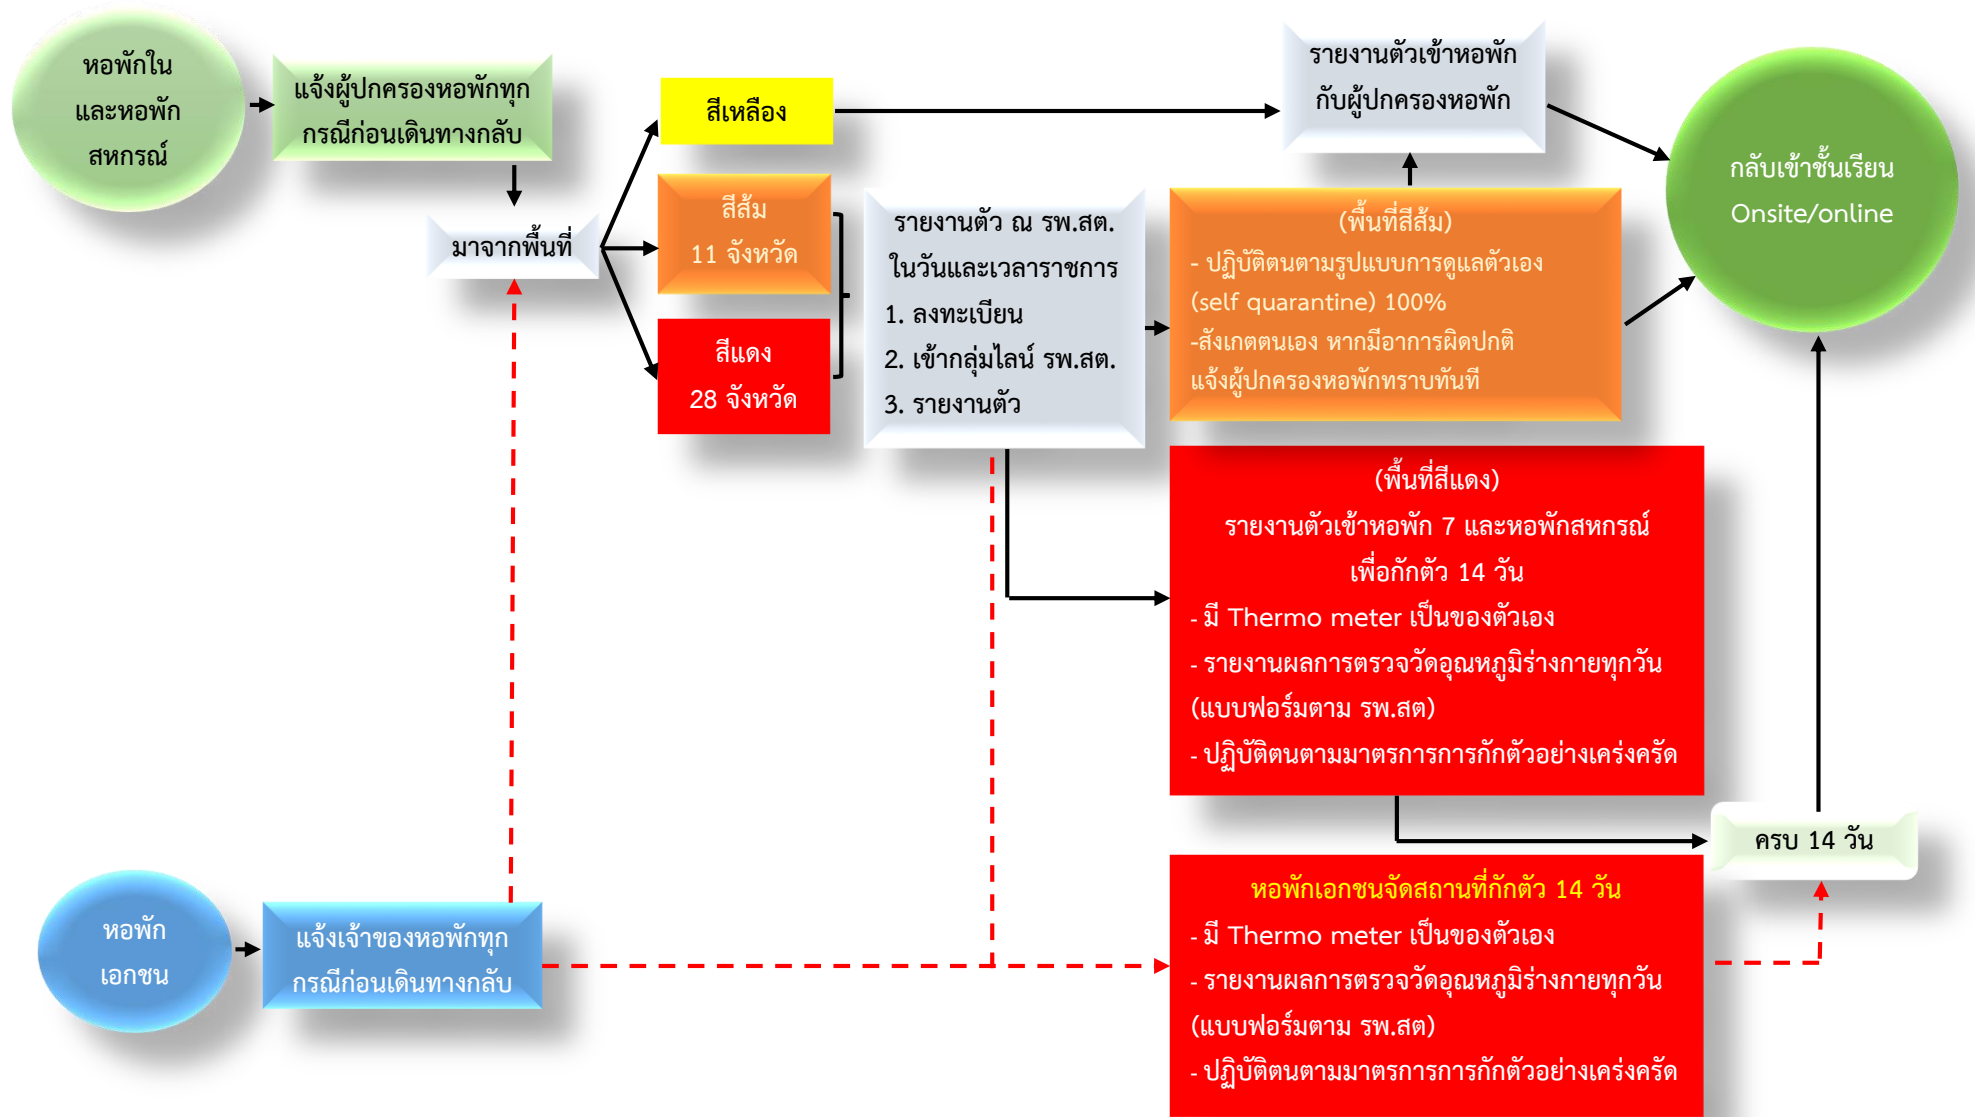 หอพักใน
และหอพัก
สหกรณ์
แจ้งผู้ปกครองหอพักทุก
กรณีก่อนเดินทางกลับ
มาจากพื้นที่
สีเหลือง
สีส้ม
11 จังหวัด
สีแดง
28 จังหวัด
รายงานตัว ณ รพ.สต.
ในวันและเวลาราชการ
1. ลงทะเบียน
2. เข้ากลุ่มไลน์ รพ.สต.
3. รายงานตัว
รายงานตัวเข้าหอพัก
กับผู้ปกครองหอพัก
(พื้นที่สีส้ม)
- ปฏิบัติตนตามรูปแบบการดูแลตัวเอง
(self quarantine) 100%
-สังเกตตนเอง หากมีอาการผิดปกติ
แจ้งผู้ปกครองหอพักทราบทันที
กลับเข้าชั้นเรียน
Onsite/online
(พื้นที่สีแดง)
รายงานตัวเข้าหอพัก 7 และหอพักสหกรณ์
เพื่อกักตัว 14 วัน
- มี Thermo meter เป็นของตัวเอง
- รายงานผลการตรวจวัดอุณหภูมิร่างกายทุกวัน
(แบบฟอร์มตาม รพ.สต)
- ปฏิบัติตนตามมาตรการการกักตัวอย่างเคร่งครัด
ครบ 14 วัน
หอพัก
เอกชน
แจ้งเจ้าของหอพักทุก
กรณีก่อนเดินทางกลับ
หอพักเอกชนจัดสถานที่กักตัว 14 วัน
- มี Thermo meter เป็นของตัวเอง
- รายงานผลการตรวจวัดอุณหภูมิร่างกายทุกวัน
(แบบฟอร์มตาม รพ.สต)
- ปฏิบัติตนตามมาตรการการกักตัวอย่างเคร่งครัด